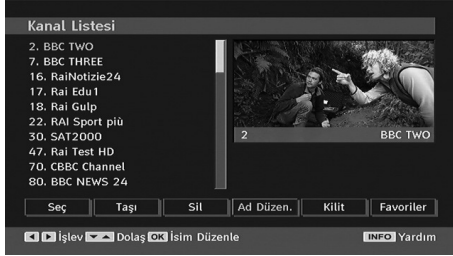 Kanal Listesi
2. BBC TWO
7. BBC THREE
16. RaiNotizie24
17. Rai Edu1
18. Rai Gulp
22. RAI Sport più
30. SAT2000
47. Rai Test HD
70. CBBC Channel
80. BBC NEWS 24
2 BBC TWO
Seç Taşı Sil Ad Düzen. Kilit Favoriler
İşlev Dolaş OK İsim Düzenle INFO Yardım